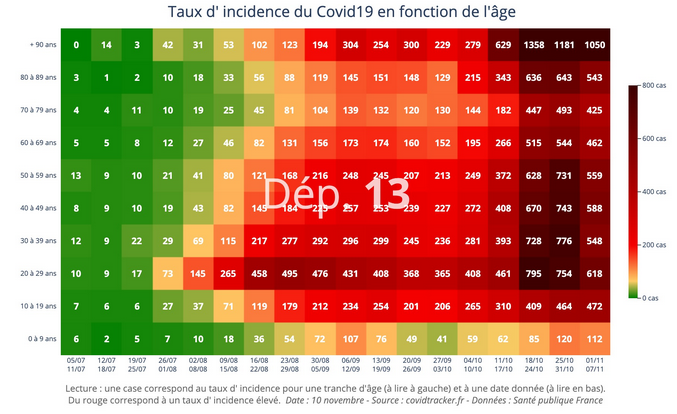 Taux d' incidence du Covid19 en fonction de l'âge
+ 90 ans 0 14 3 42 31 53 102 123 194 304 254 300 229 279 629 1358 1181 1050
80 à 89 ans 3 1 2 10 18 33 56 88 119 145 151 148 129 215 343 636 643 543
70 à 79 ans 4 4 11 10 19 25 45 81 104 139 132 120 130 144 182 447 493 425
60 à 69 ans 5 5 8 12 27 46 82 131 156 173 174 160 152 195 266 515 544 462
50 à 59 ans 13 9 10 21 41 80 121 168 216 248 245 207 213 249 372 628 731 559
Dép 13
40 à 49 ans 8 9 10 19 43 82 145 184 257 253 239 227 272 408 670 743 588
30 à 39 ans 12 9 22 29 69 115 217 277 292 296 299 245 236 281 393 728 776 548
20 à 29 ans 10 9 17 73 145 265 458 495 476 431 408 368 365 408 461 795 754 618
10 à 19 ans 7 6 6 27 37 71 119 179 212 234 254 201 206 265 310 409 464 472
0 à 9 ans 6 2 5 7 10 18 36 54 72 107 76 49 41 59 62 85 120 112
05/07 12/07 19/07 26/07 02/08 09/08 16/08 23/08 30/08 06/09 13/09 20/09 27/09 04/10 11/10 18/10 25/10 01/11
11/07 18/07 25/07 01/08 08/08 15/08 22/08 29/08 05/09 12/09 19/09 26/09 03/10 10/10 17/10 24/10 31/10 07/11
800 cas
600 cas
400 cas
200 cas
0 cas
Lecture : une case correspond au taux d' incidence pour une tranche d'âge (à lire à gauche) et à une date donnée (à lire en bas).
Du rouge correspond à un taux d' incidence élevé. Date : 10 novembre - Source : covidtracker.fr - Données : Santé publique France